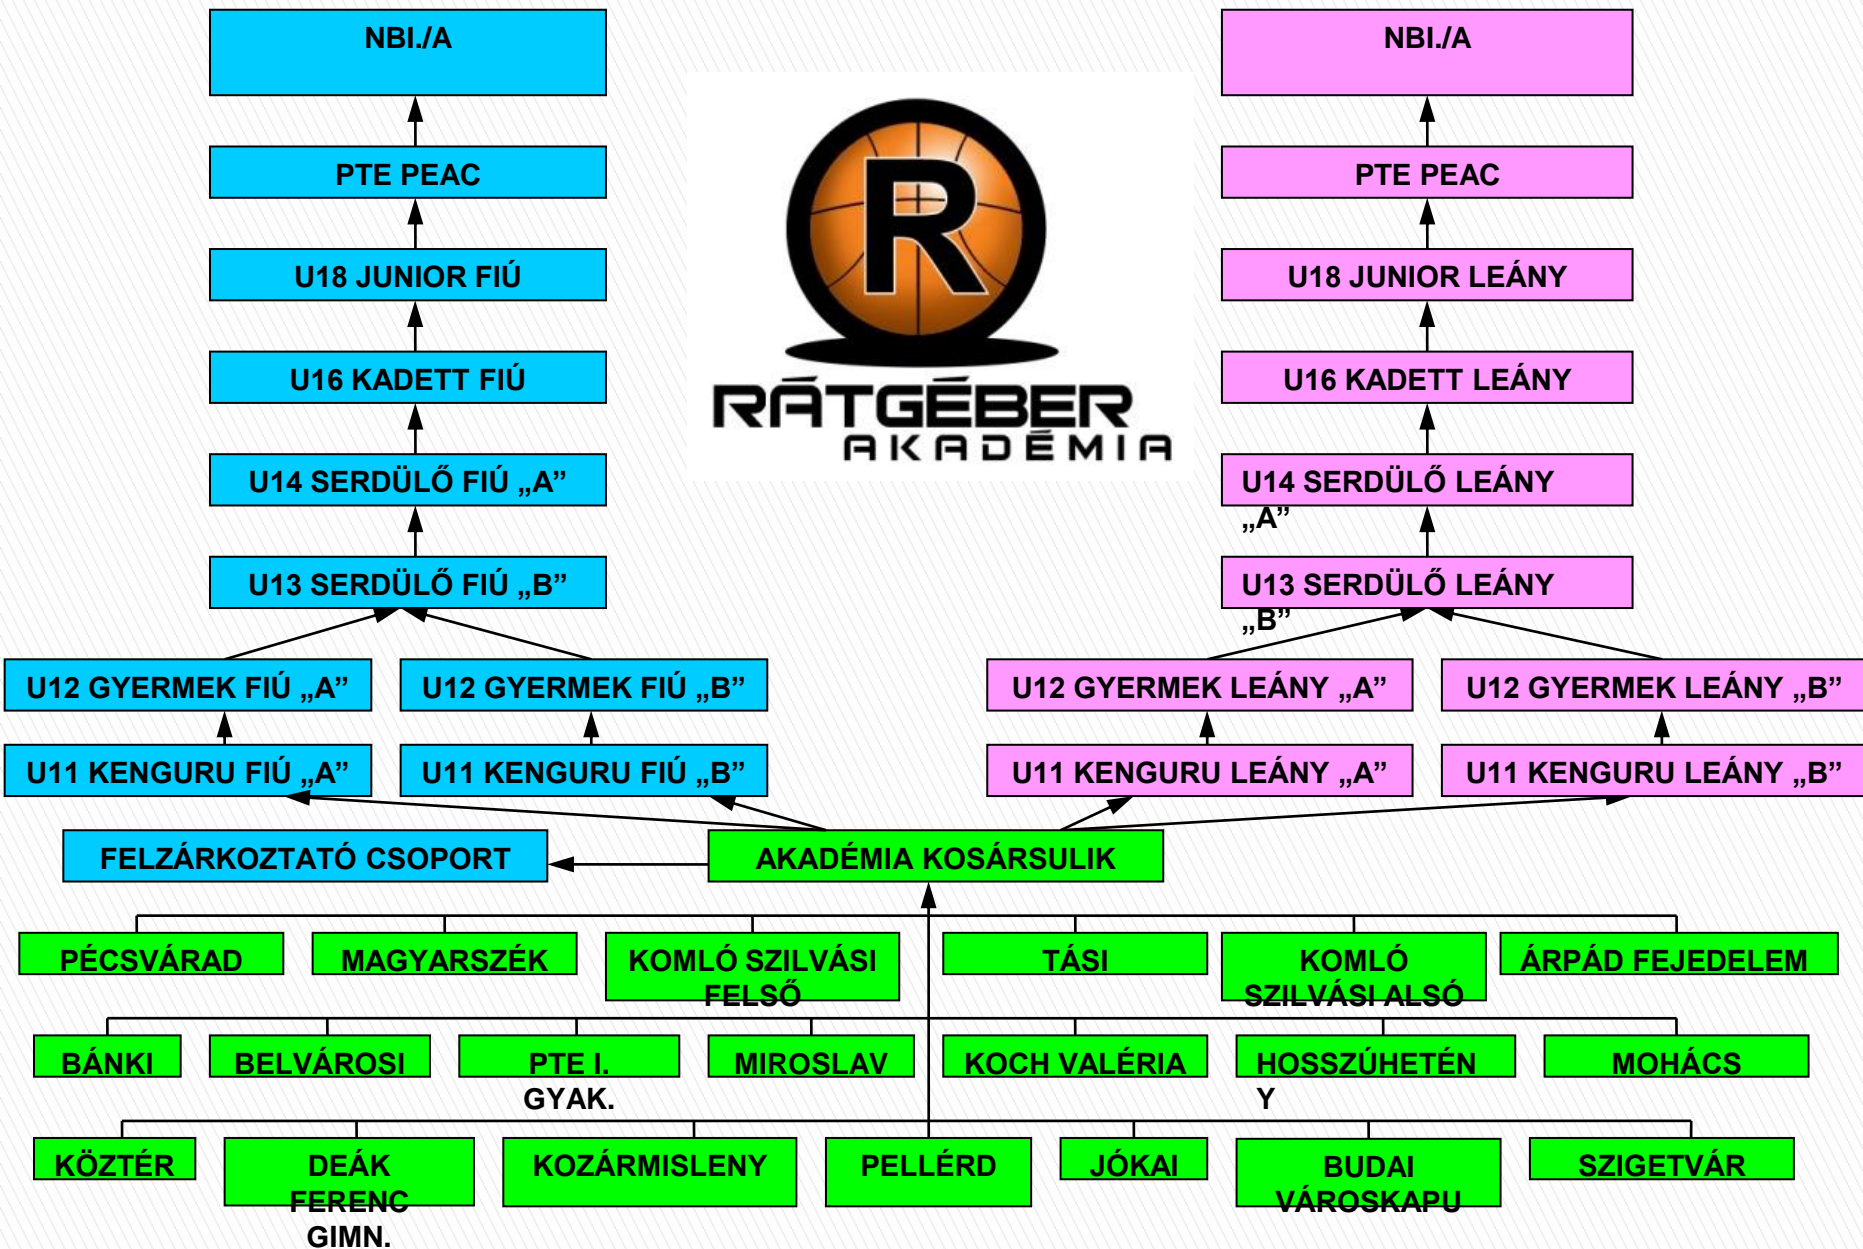 NBI./A
NBI./A
PTE PEAC
PTE PEAC
R
U18 JUNIOR FIÚ
U18 JUNIOR LEÁNY
U16 KADETT FIÚ
U16 KADETT LEÁNY
RÁTGÉBER
AKADÉMIA
U14 SERDÜLŐ FIÚ „A”
U14 SERDÜLŐ LEÁNY
„A”
U13 SERDÜLŐ FIÚ „B”
U13 SERDÜLŐ LEÁNY
„B”
U12 GYERMEK FIÚ „A”
U12 GYERMEK FIÚ „B”
U12 GYERMEK LEÁNY „A”
U12 GYERMEK LEÁNY „B”
U11 KENGURU FIÚ „A”
U11 KENGURU FIÚ „B”
U11 KENGURU LEÁNY „A”
U11 KENGURU LEÁNY „B”
FELZÁRKOZTATÓ CSOPORT
AKADÉMIA KOSÁRSULIK
PÉCSVÁRAD
MAGYARSZÉK
KOMLÓ SZILVÁSI
FELSŐ
TÁSI
KOMLÓ
SZILVÁSI ALSÓ
ÁRPÁD FEJEDELEM
BÁNKI
BELVÁROSI
PTE I.
GYAK.
MIROSLAV
KOCH VALÉRIA
HOSSZÚHETÉN
Y
MOHÁCS
KÖZTÉR
DEÁK
FERENC
GIMN.
KOZÁRMISLENY
PELLÉRD
JÓKAI
BUDAI
VÁROSKAPU
SZIGETVÁR